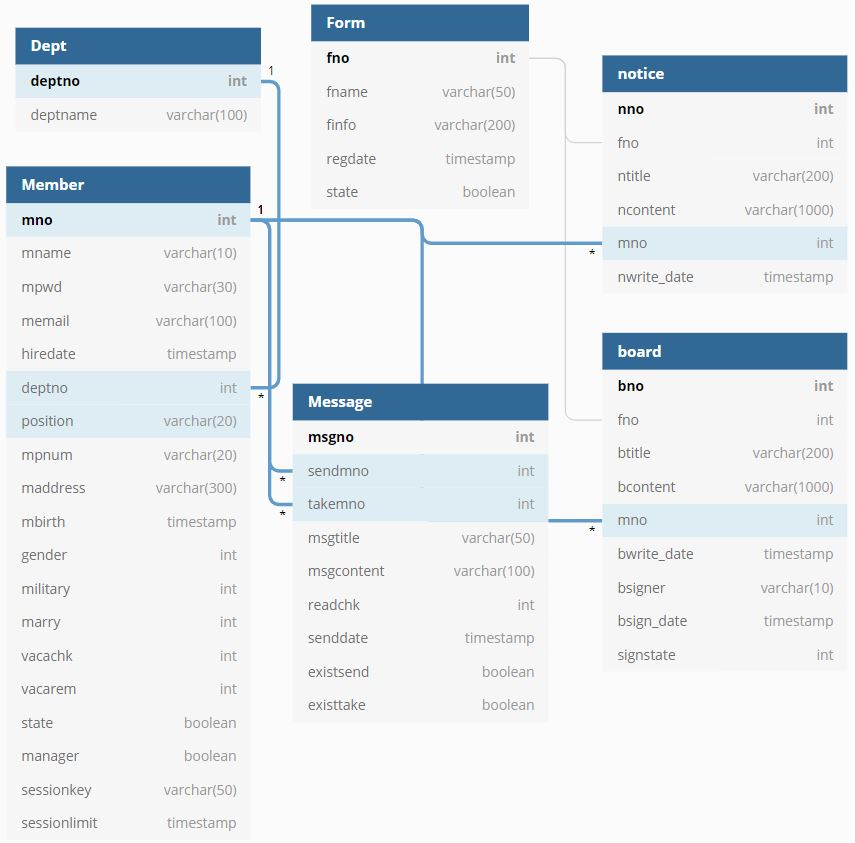 Dept
deptno int
deptname varchar(100)
1
Member
mno int
mname varchar(10)
mpwd varchar(30)
memail varchar(100)
hiredate timestamp
deptno int
position varchar(20)
mpnum varchar(20)
maddress varchar(300)
mbirth timestamp
gender int
military int
marry int
vacachk int
vacarem int
state boolean
manager boolean
sessionkey varchar(50)
sessionlimit timestamp
1
*
Form
fno int
fname varchar(50)
finfo varchar(200)
regdate timestamp
state boolean
Message
msgno int
sendmno int
takemno int
msgtitle varchar(50)
msgcontent varchar(100)
readchk int
senddate timestamp
existsend boolean
existtake boolean
*
*
notice
nno int
fno int
ntitle varchar(200)
ncontent varchar(1000)
mno int
nwrite_date timestamp
*
board
bno int
fno int
btitle varchar(200)
bcontent varchar(1000)
mno int
bwrite_date timestamp
bsigner varchar(10)
bsign_date timestamp
signstate int
*